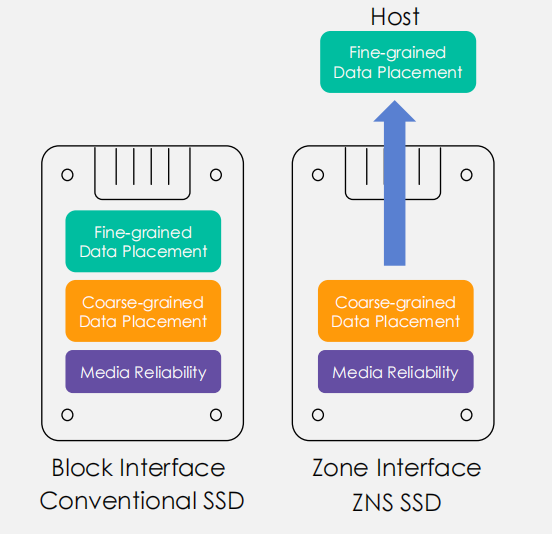 Host
Fine-grained
Data Placement
Fine-grained
Data Placement
Coarse-grained
Data Placement
Media Reliability
Block Interface
Conventional SSD
Coarse-grained
Data Placement
Media Reliability
Zone Interface
ZNS SSD